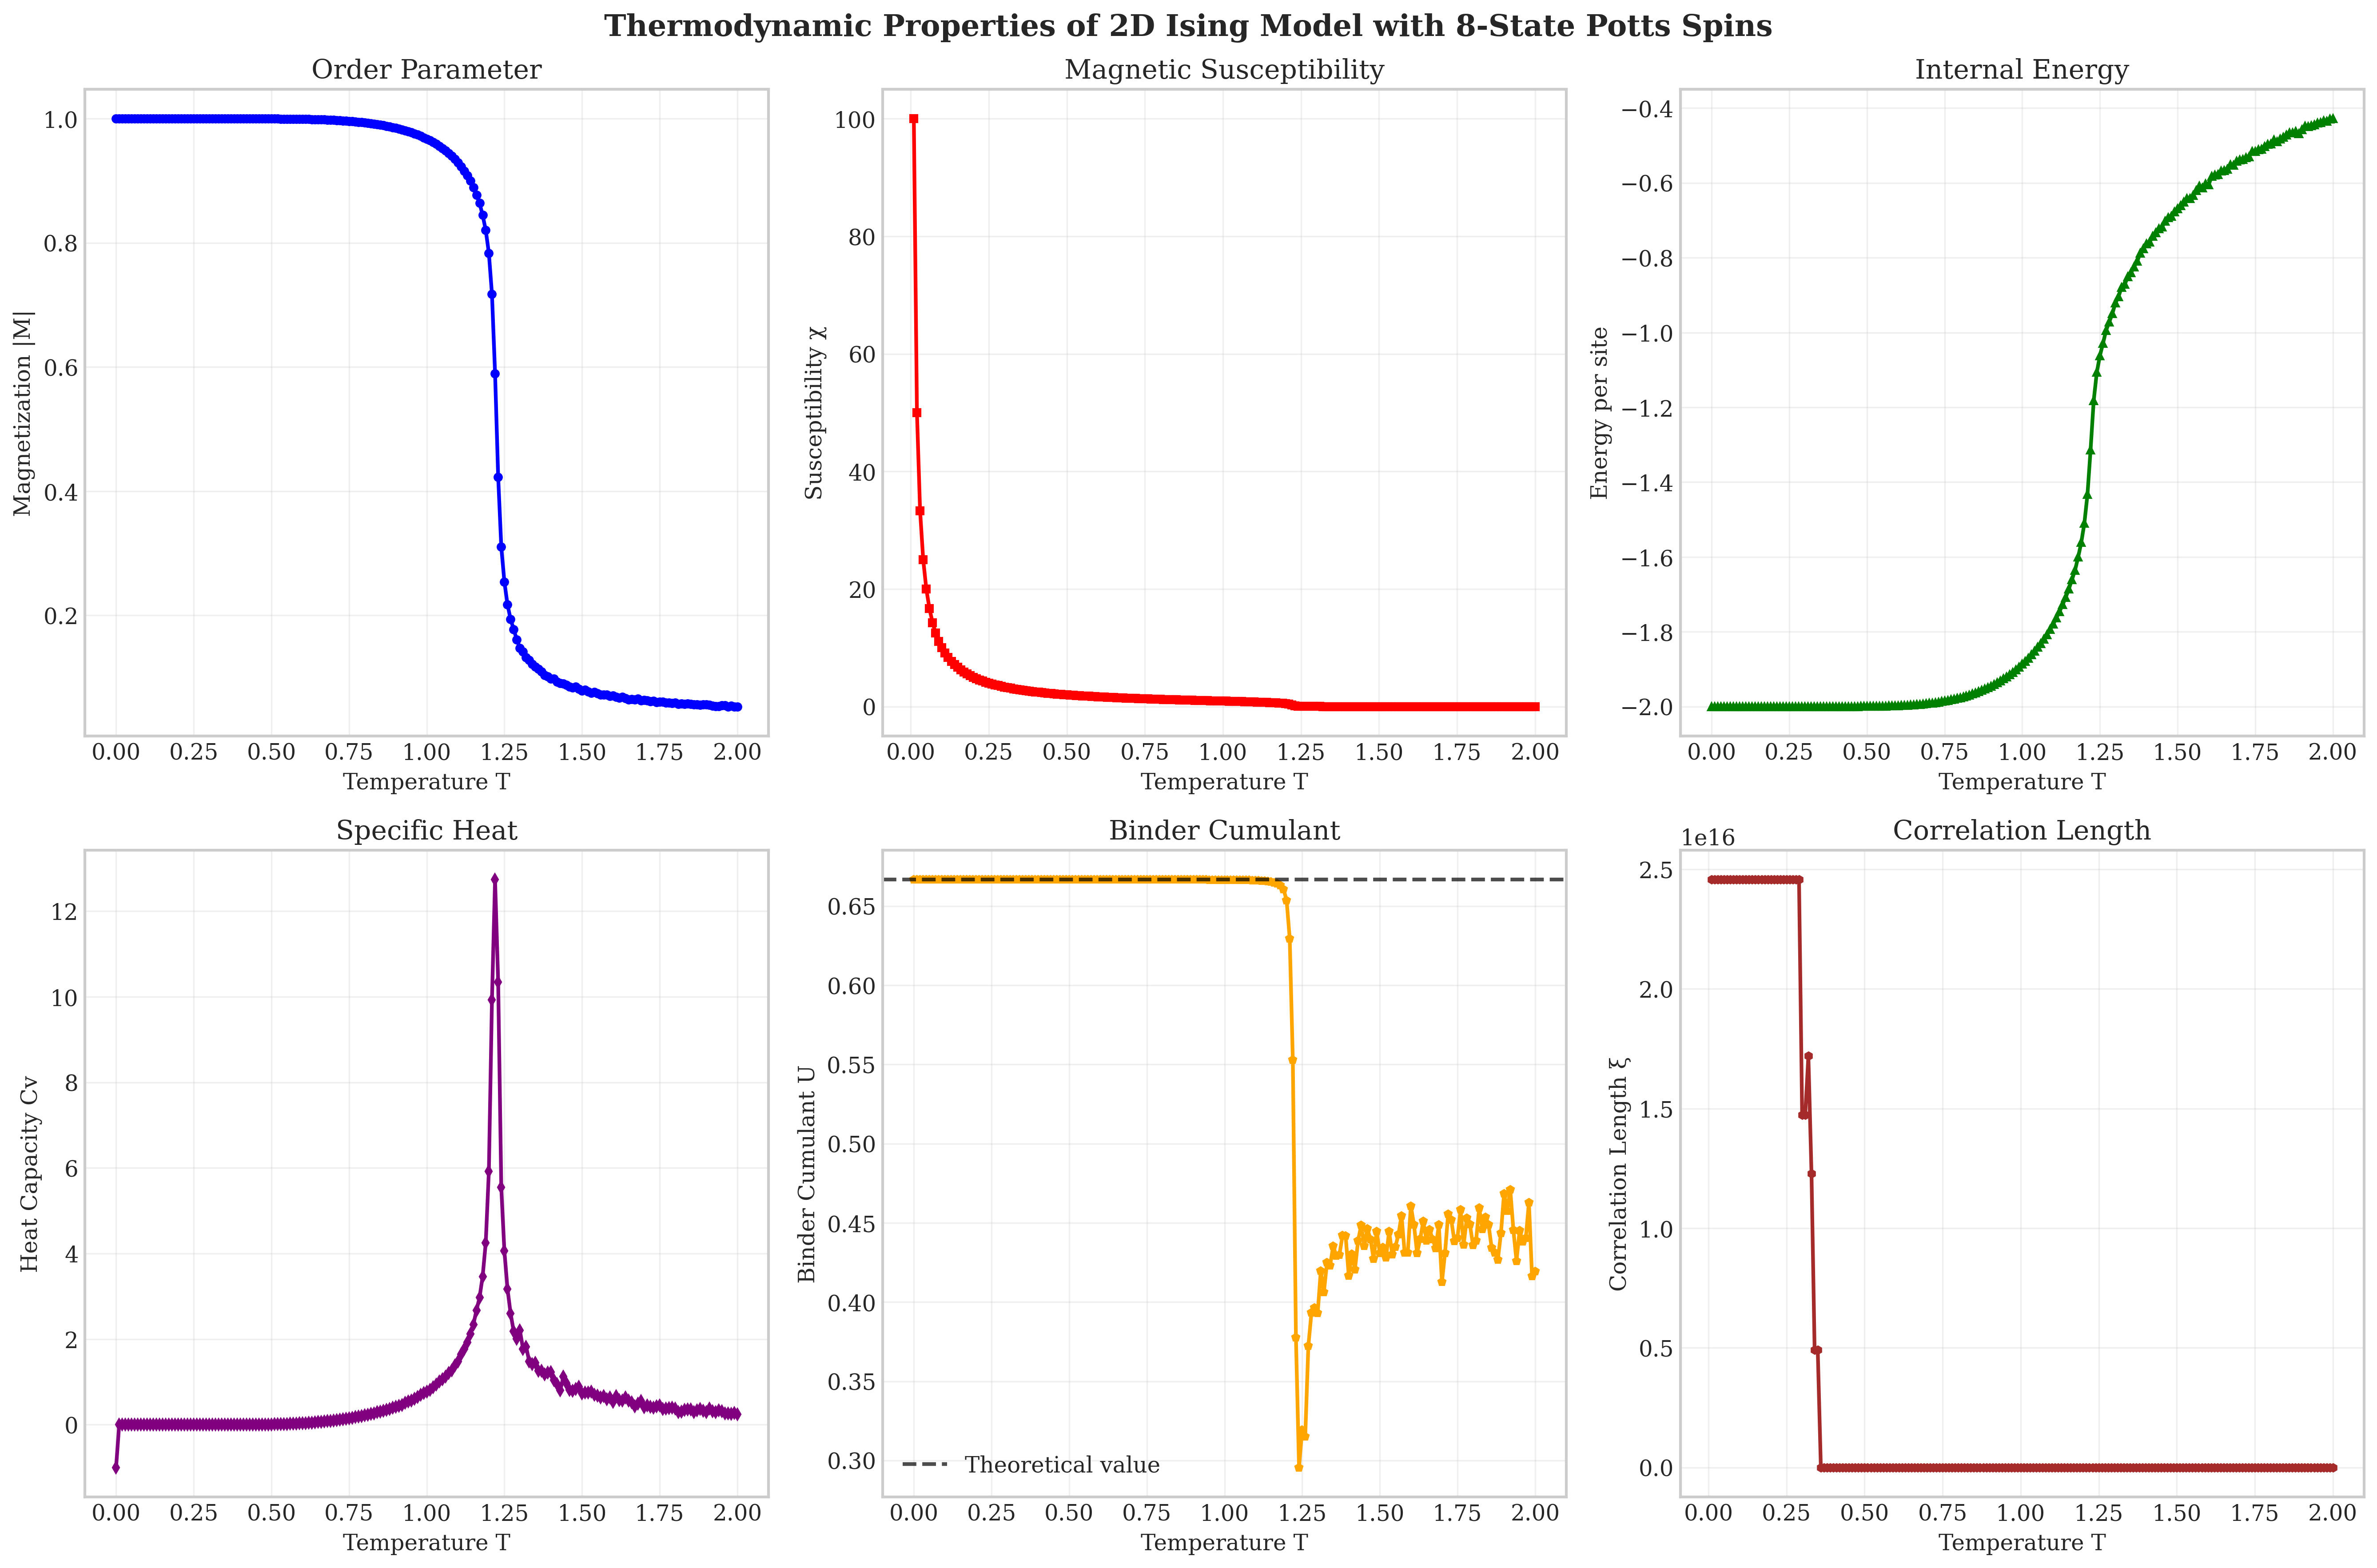 Thermodynamic Properties of 2D Ising Model with 8-State Potts Spins
Order Parameter
Magnetization |M|
1.0
0.8
0.6
0.4
0.2
0.00 0.25 0.50 0.75 1.00 1.25 1.50 1.75 2.00
Temperature T
Magnetic Susceptibility
Susceptibility χ
100
80
60
40
20
0
0.00 0.25 0.50 0.75 1.00 1.25 1.50 1.75 2.00
Temperature T
Internal Energy
Energy per site
−0.4
−0.6
−0.8
−1.0
−1.2
−1.4
−1.6
−1.8
−2.0
0.00 0.25 0.50 0.75 1.00 1.25 1.50 1.75 2.00
Temperature T
Specific Heat
Heat Capacity Cv
12
10
8
6
4
2
0
0.00 0.25 0.50 0.75 1.00 1.25 1.50 1.75 2.00
Temperature T
Binder Cumulant
Binder Cumulant U
0.65
0.60
0.55
0.50
0.45
0.40
0.35
0.30
Theoretical value
0.00 0.25 0.50 0.75 1.00 1.25 1.50 1.75 2.00
Temperature T
Correlation Length
1e16
Correlation Length ξ
2.5
2.0
1.5
1.0
0.5
0.0
0.00 0.25 0.50 0.75 1.00 1.25 1.50 1.75 2.00
Temperature T